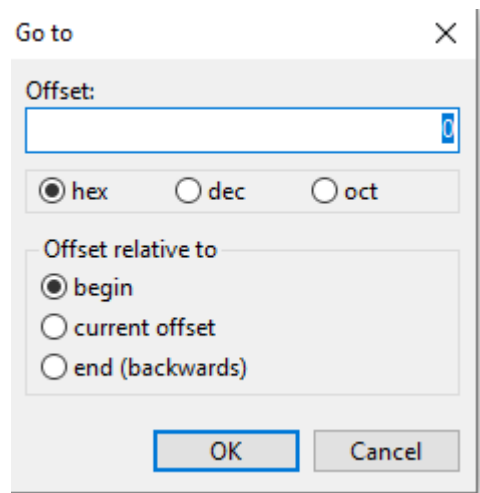 Go to
Offset:
0
hex dec oct
Offset relative to
begin
current offset
end (backwards)
OK Cancel